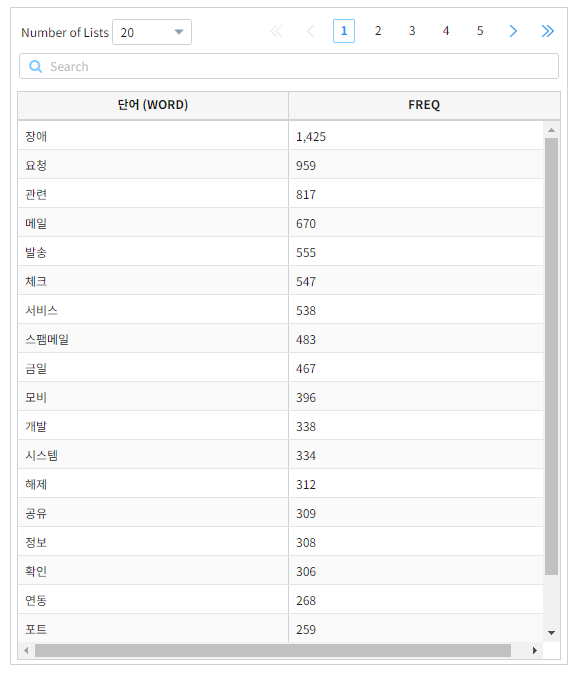 Number of Lists 20 1 2 3 4 5
Search
단어 (WORD) FREQ
장애 1,425
요청 959
관련 817
메일 670
발송 555
체크 547
서비스 538
스팸메일 483
금일 467
모비 396
개발 338
시스템 334
해제 312
공유 309
정보 308
확인 306
연동 268
포트 259